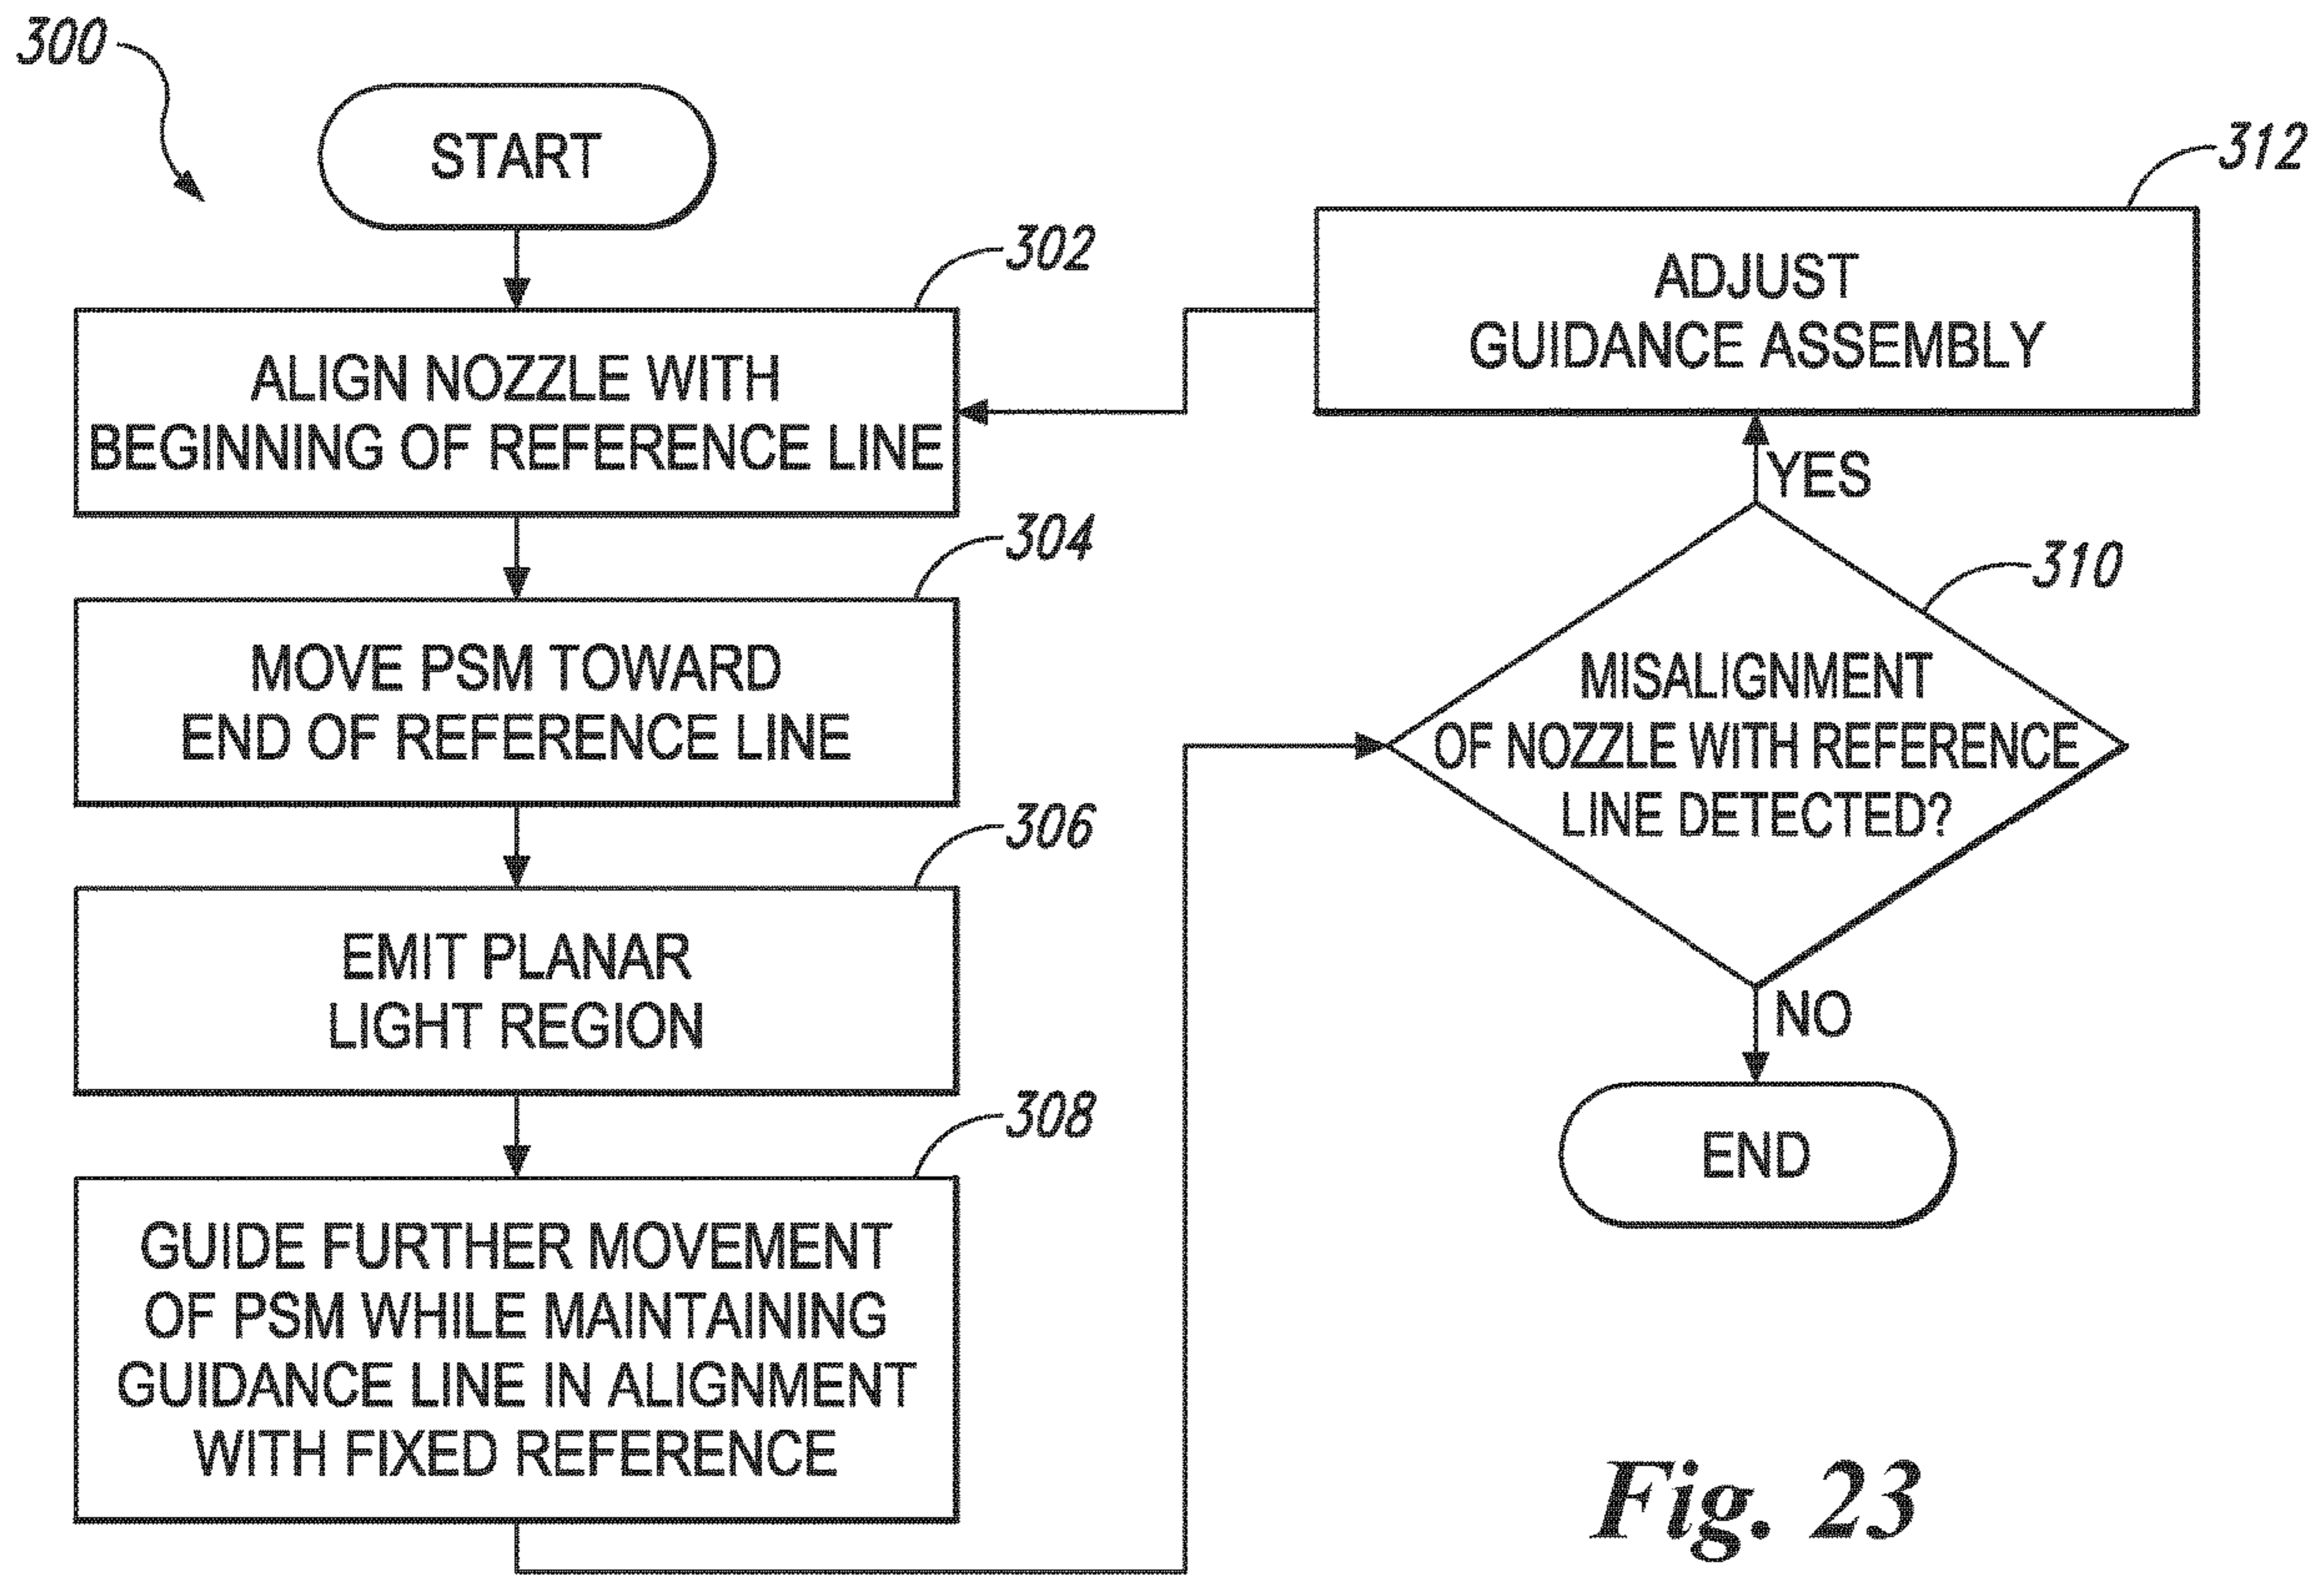 300
START
302
ALIGN NOZZLE WITH
BEGINNING OF REFERENCE LINE
304
MOVE PSM TOWARD
END OF REFERENCE LINE
306
EMIT PLANAR
LIGHT REGION
308
GUIDE FURTHER MOVEMENT
OF PSM WHILE MAINTAINING
GUIDANCE LINE IN ALIGNMENT
WITH FIXED REFERENCE
312
ADJUST
GUIDANCE ASSEMBLY
YES
310
MISALIGNMENT
OF NOZZLE WITH REFERENCE
LINE DETECTED?
NO
END
Fig. 23